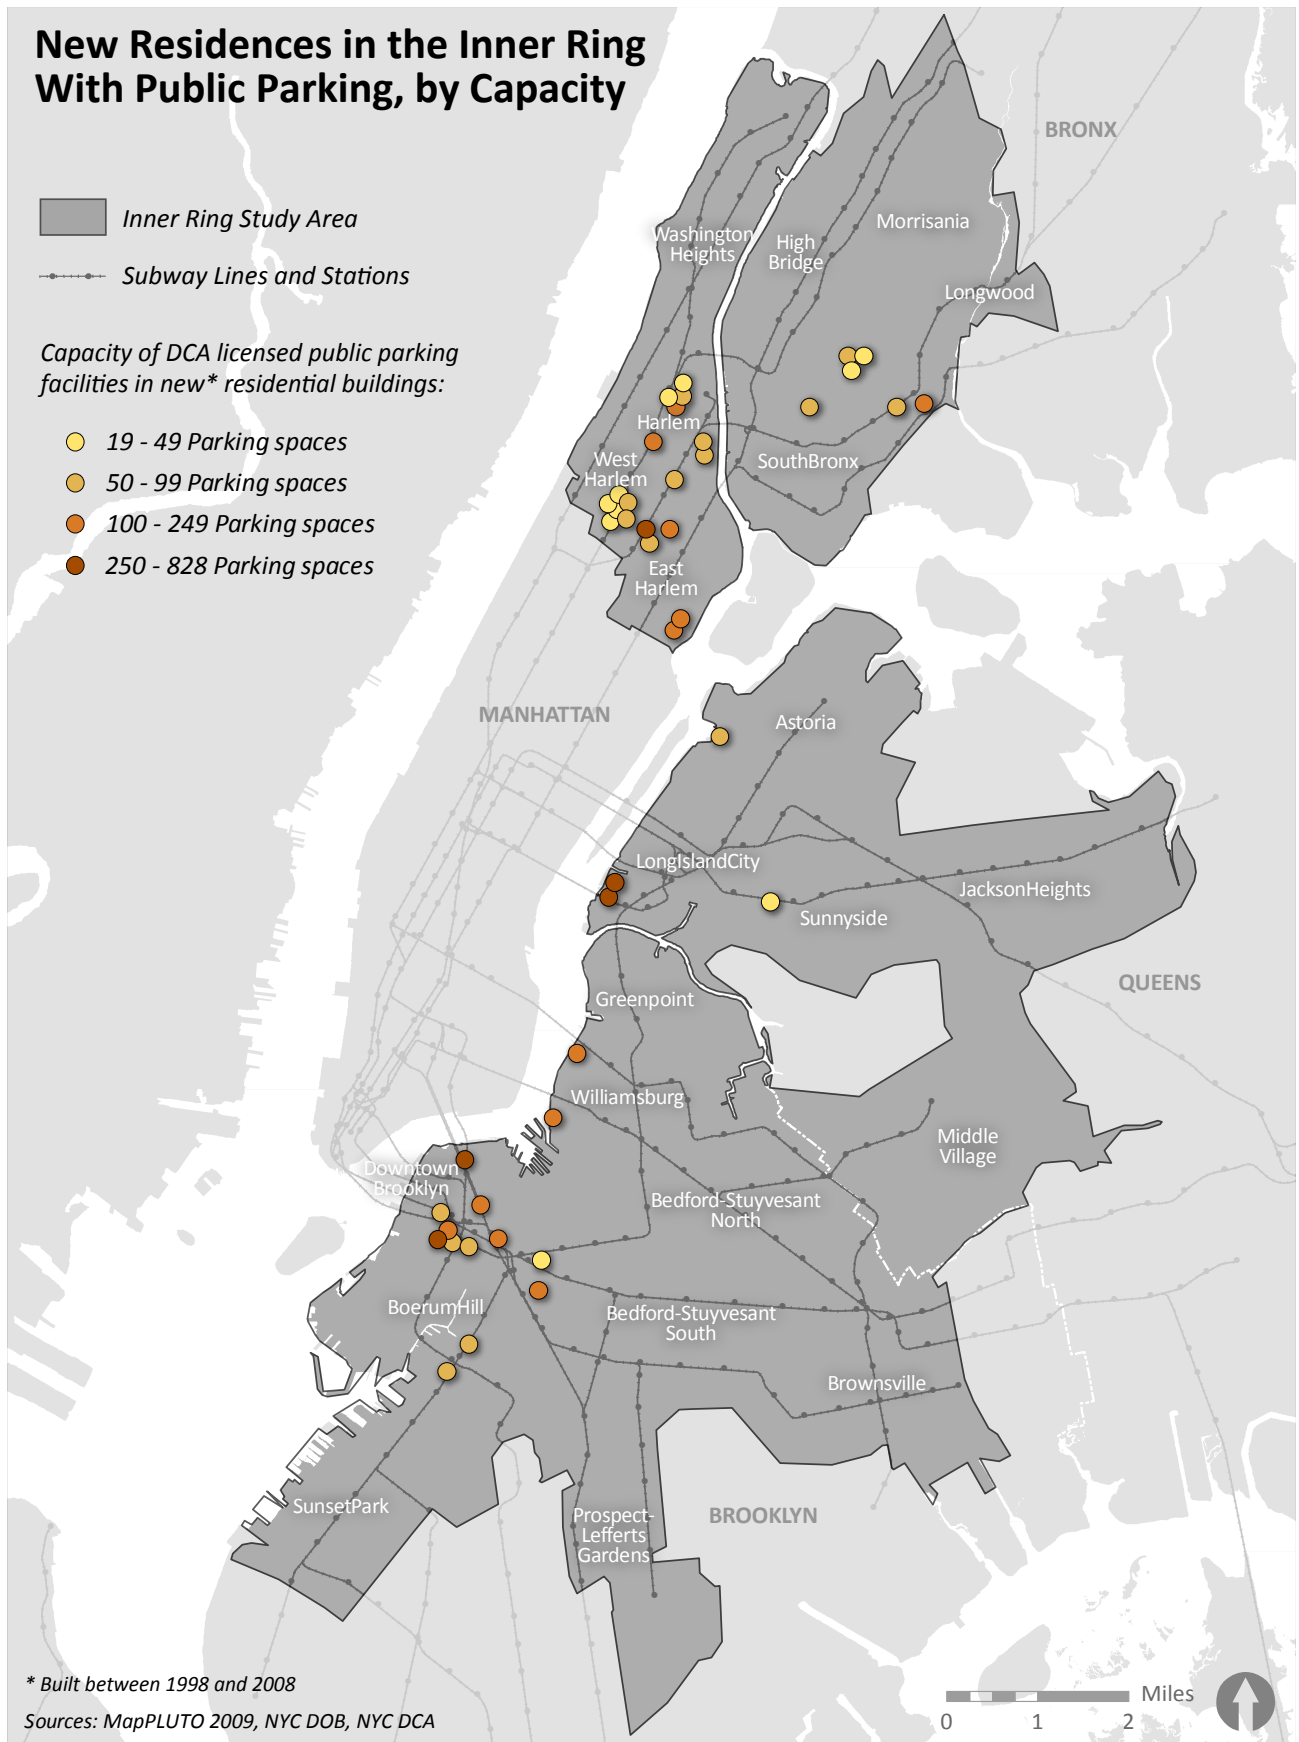 New Residences in the Inner Ring
With Public Parking, by Capacity
Inner Ring Study Area
Subway Lines and Stations
Capacity of DCA licensed public parking
facilities in new* residential buildings:
19 - 49 Parking spaces
50 - 99 Parking spaces
100 - 249 Parking spaces
250 - 828 Parking spaces
BRONX
Morrisania
Washington
Heights
High
Bridge
Longwood
Harlem
West
Harlem
SouthBronx
East
Harlem
MANHATTAN
Astoria
LongIslandCity
JacksonHeights
Sunnyside
QUEENS
Greenpoint
Williamsburg
Middle
Village
Downtown
Brooklyn
Bedford-Stuyvesant
North
BoerumHill
Bedford-Stuyvesant
South
Brownsville
SunsetPark
Prospect-
Lefferts
Gardens
BROOKLYN
* Built between 1998 and 2008
Sources: MapPLUTO 2009, NYC DOB, NYC DCA
Miles
0 1 2